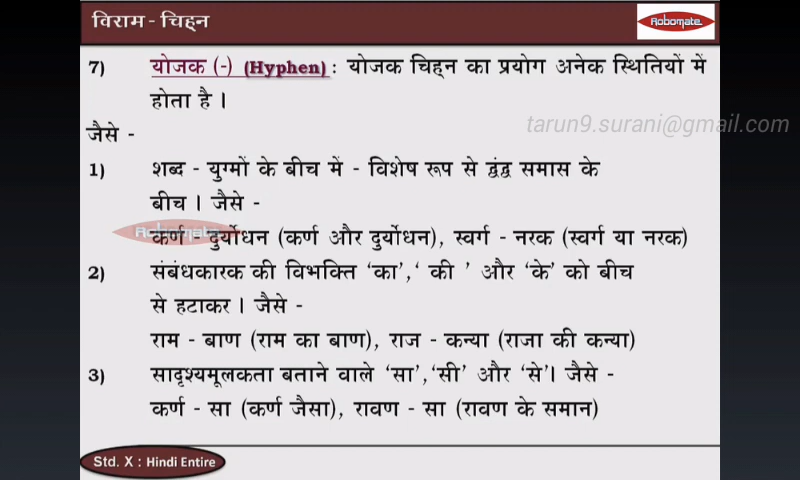 विराम - चिह्न
Robomate.
7) योजक (-) (Hyphen) : योजक चिह्न का प्रयोग अनेक स्थितियों में
होता है ।
tarun9.surani@gmail.com
जैसे -
1) शब्द - युग्मों के बीच में - विशेष रूप से द्वंद्व समास के
बीच । जैसे -
Robomate
कर्ण - दुर्योधन (कर्ण और दुर्योधन), स्वर्ग - नरक (स्वर्ग या नरक)
2) संबंधकारक की विभक्ति ‘का’,‘ की ’ और ‘के’ को बीच
से हटाकर । जैसे -
राम - बाण (राम का बाण), राज - कन्या (राजा की कन्या)
3) सादृश्यमूलकता बताने वाले ‘सा’,‘सी’ और ‘से’। जैसे -
कर्ण - सा (कर्ण जैसा), रावण - सा (रावण के समान)
Std. X : Hindi Entire